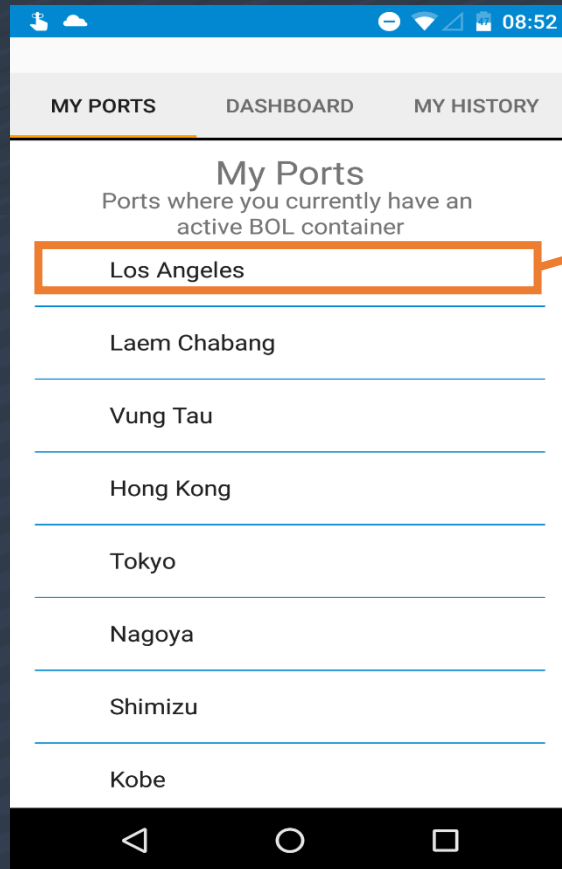 47 08:52
MY PORTS DASHBOARD MY HISTORY
My Ports
Ports where you currently have an
active BOL container
Los Angeles
Laem Chabang
Vung Tau
Hong Kong
Tokyo
Nagoya
Shimizu
Kobe